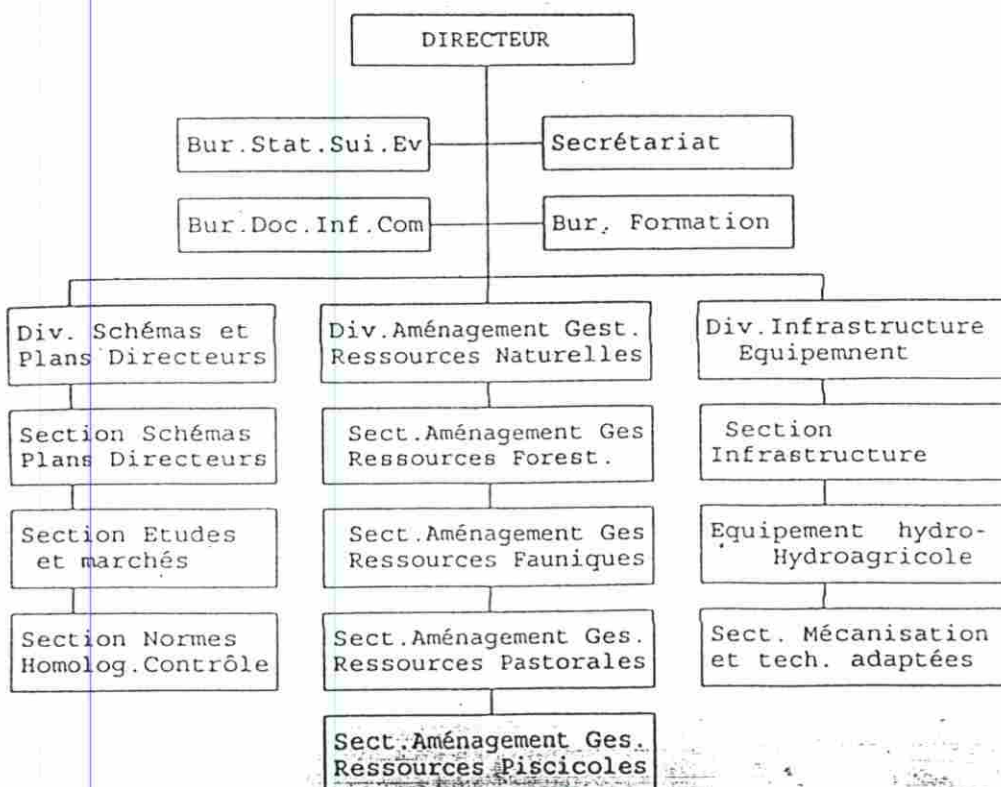 DIRECTEUR
Bur.Stat.Sui.Ev
Secrétariat
Bur.Doc.Inf.Com
Bur. Formation
Div. Schémas et
Plans Directeurs
Div.Aménagement Gest.
Ressources Naturelles
Div.Infrastructure
Equipemnent
Section Schémas
Plans Directeurs
Sect.Aménagement Ges
Ressources Forest.
Section
Infrastructure
Section Etudes
et marchés
Sect.Aménagement Ges
Ressources Fauniques
Equipement hydro-
Hydroagricole
Section Normes
Homolog.Contrôle
Sect.Aménagement Ges.
Ressources Pastorales
Sect. Mécanisation
et tech. adaptées
Sect.Aménagement Ges.
Ressources Piscicoles